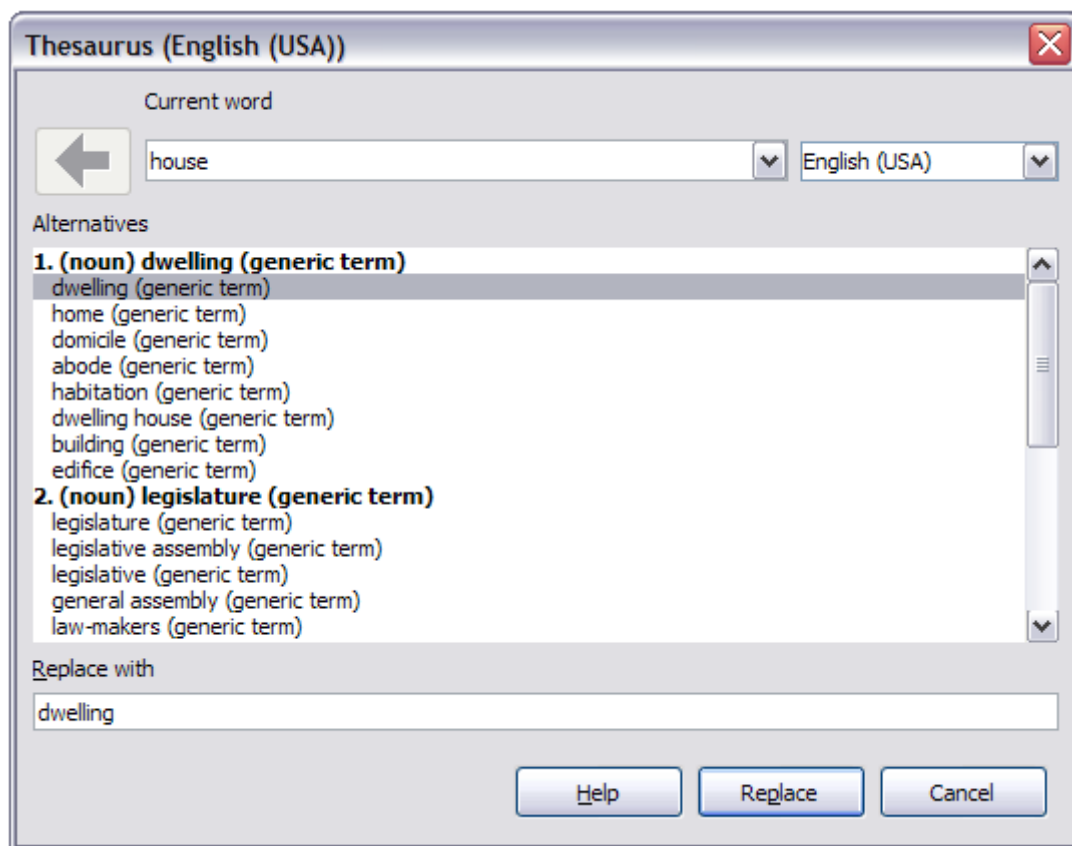 Thesaurus (English (USA))
Current word
house English (USA)
Alternatives
1. (noun) dwelling (generic term)
dwelling (generic term)
home (generic term)
domicile (generic term)
abode (generic term)
habitation (generic term)
dwelling house (generic term)
building (generic term)
edifice (generic term)
2. (noun) legislature (generic term)
legislature (generic term)
legislative assembly (generic term)
legislative (generic term)
general assembly (generic term)
law-makers (generic term)
Replace with
dwelling
Help Replace Cancel